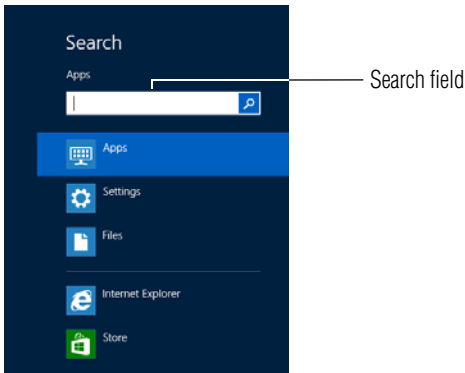 Search
Apps
Search field
Apps
Settings
Files
Internet Explorer
Store